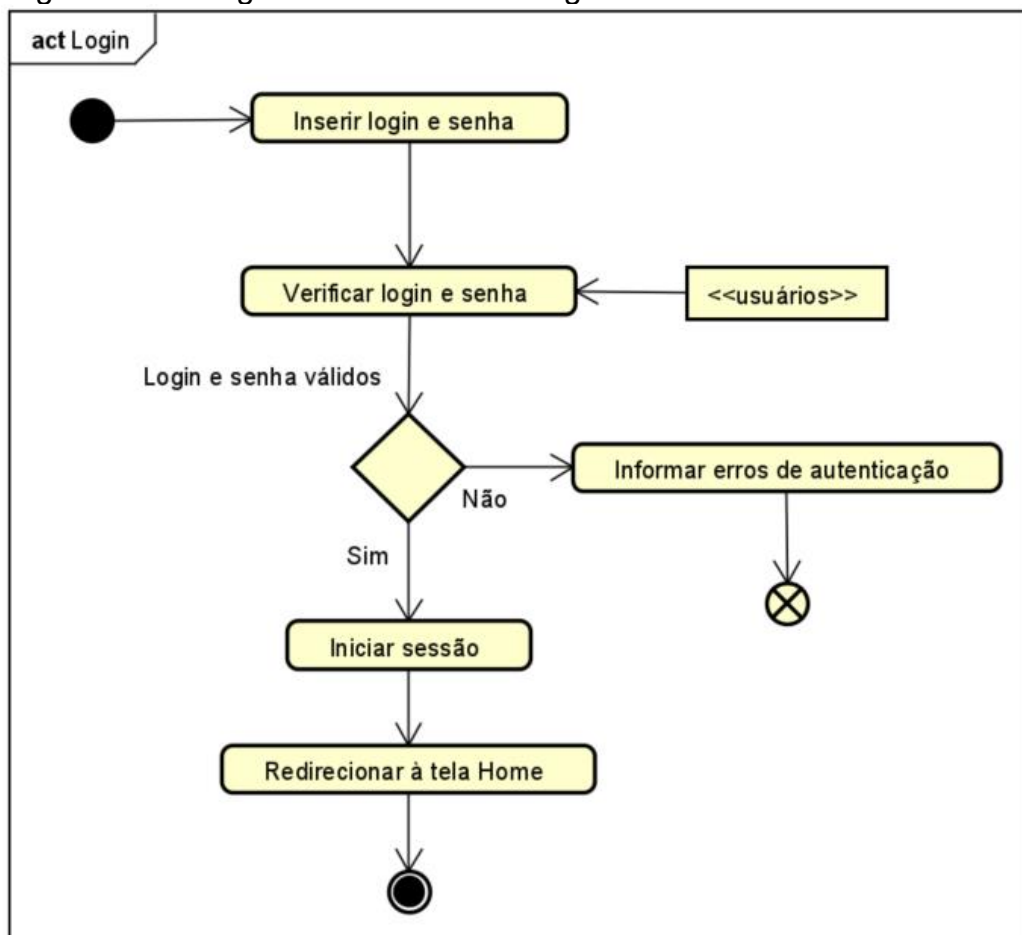 act Login
Inserir login e senha
Verificar login e senha
<<usuários>>
Login e senha válidos
Informar erros de autenticação
Não
Sim
Iniciar sessão
Redirecionar à tela Home